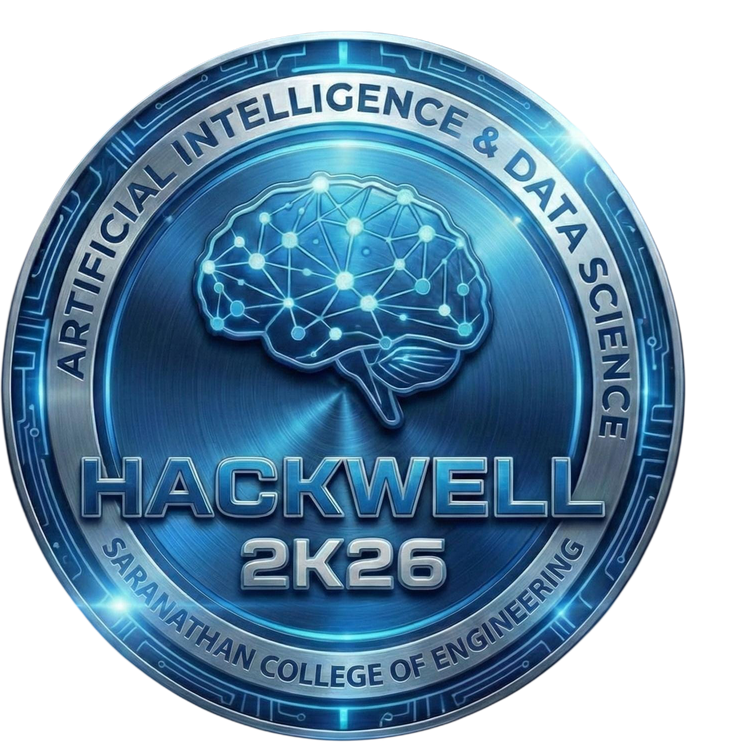 ARTIFICIAL INTELLIGENCE & DATA SCIENCE
HACKWELL
2K26
SARANATHAN COLLEGE OF ENGINEERING